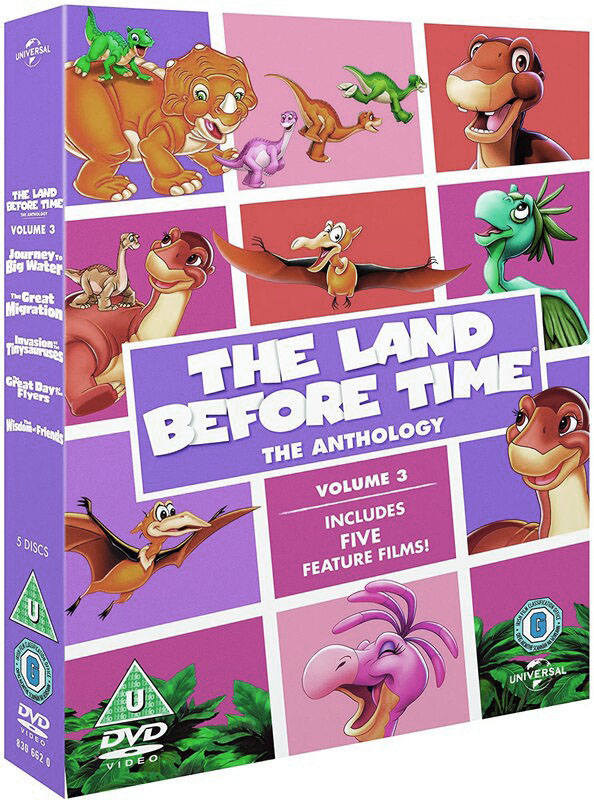 UNIVERSAL
THE LAND
BEFORE TIME
THE ANTHOLOGY
VOLUME 3
Journey To
Big Water
The Great
Migration
Invasion of the
Tinysauruses
Great Day of the
Flyers
The
Wisdom of Friends
5 DISCS
U
G
DVD
VIDEO
830 662 0
THE LAND
BEFORE TIME®
THE ANTHOLOGY
VOLUME 3
INCLUDES
FIVE
FEATURE FILMS!
U
DVD
VIDEO
G
UNIVERSAL